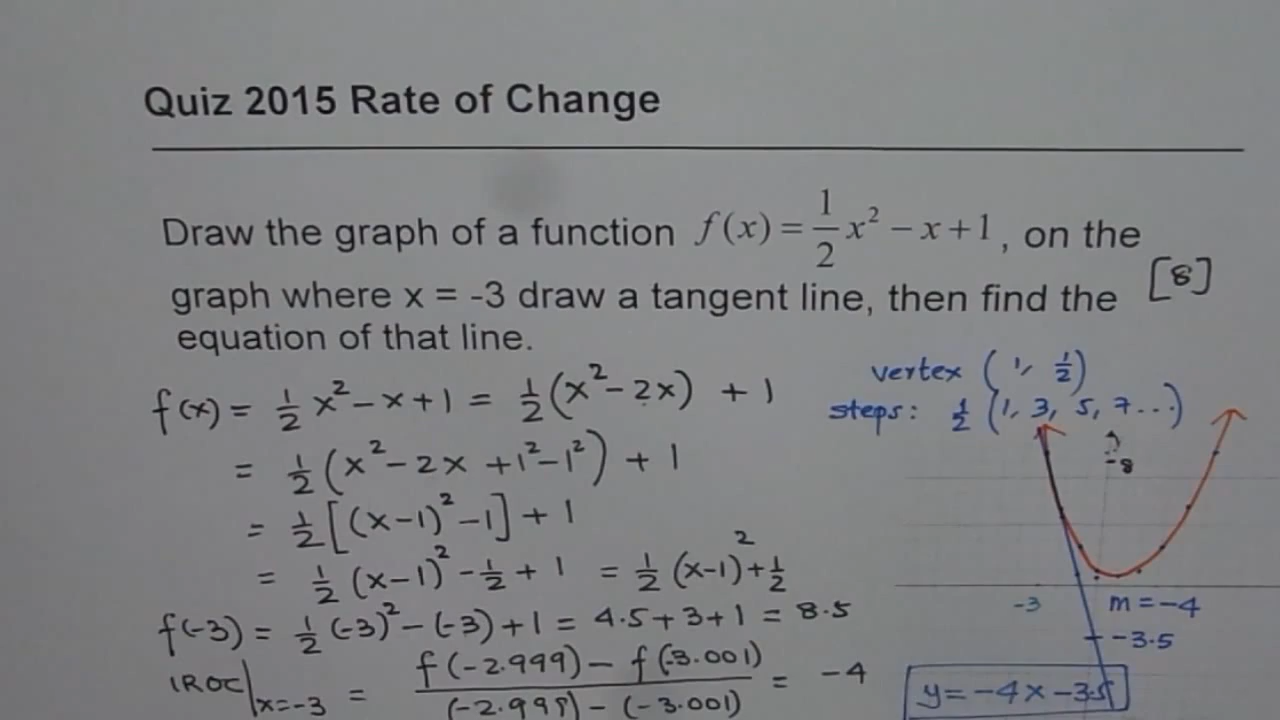 Quiz 2015 Rate of Change
Draw the graph of a function f(x) = 1/2 x² − x + 1, on the
graph where x = -3 draw a tangent line, then find the [8]
equation of that line.
f(x) = 1/2 x² − x + 1 = 1/2 (x² − 2x) + 1
= 1/2 (x² − 2x + 1² − 1²) + 1
= 1/2 [(x−1)² − 1] + 1
= 1/2 (x−1)² − 1/2 + 1 = 1/2 (x−1)² + 1/2
f(-3) = 1/2 (-3)² − (-3) + 1 = 4.5 + 3 + 1 = 8.5
IROC|x=-3 = f(-2.999) − f(-3.001) / (-2.999) − (-3.001) = −4
vertex (1, 1/2)
steps: 1/2 (1, 3, 5, 7...)
8
-3
m = −4
−3.5
y = −4x − 3.5